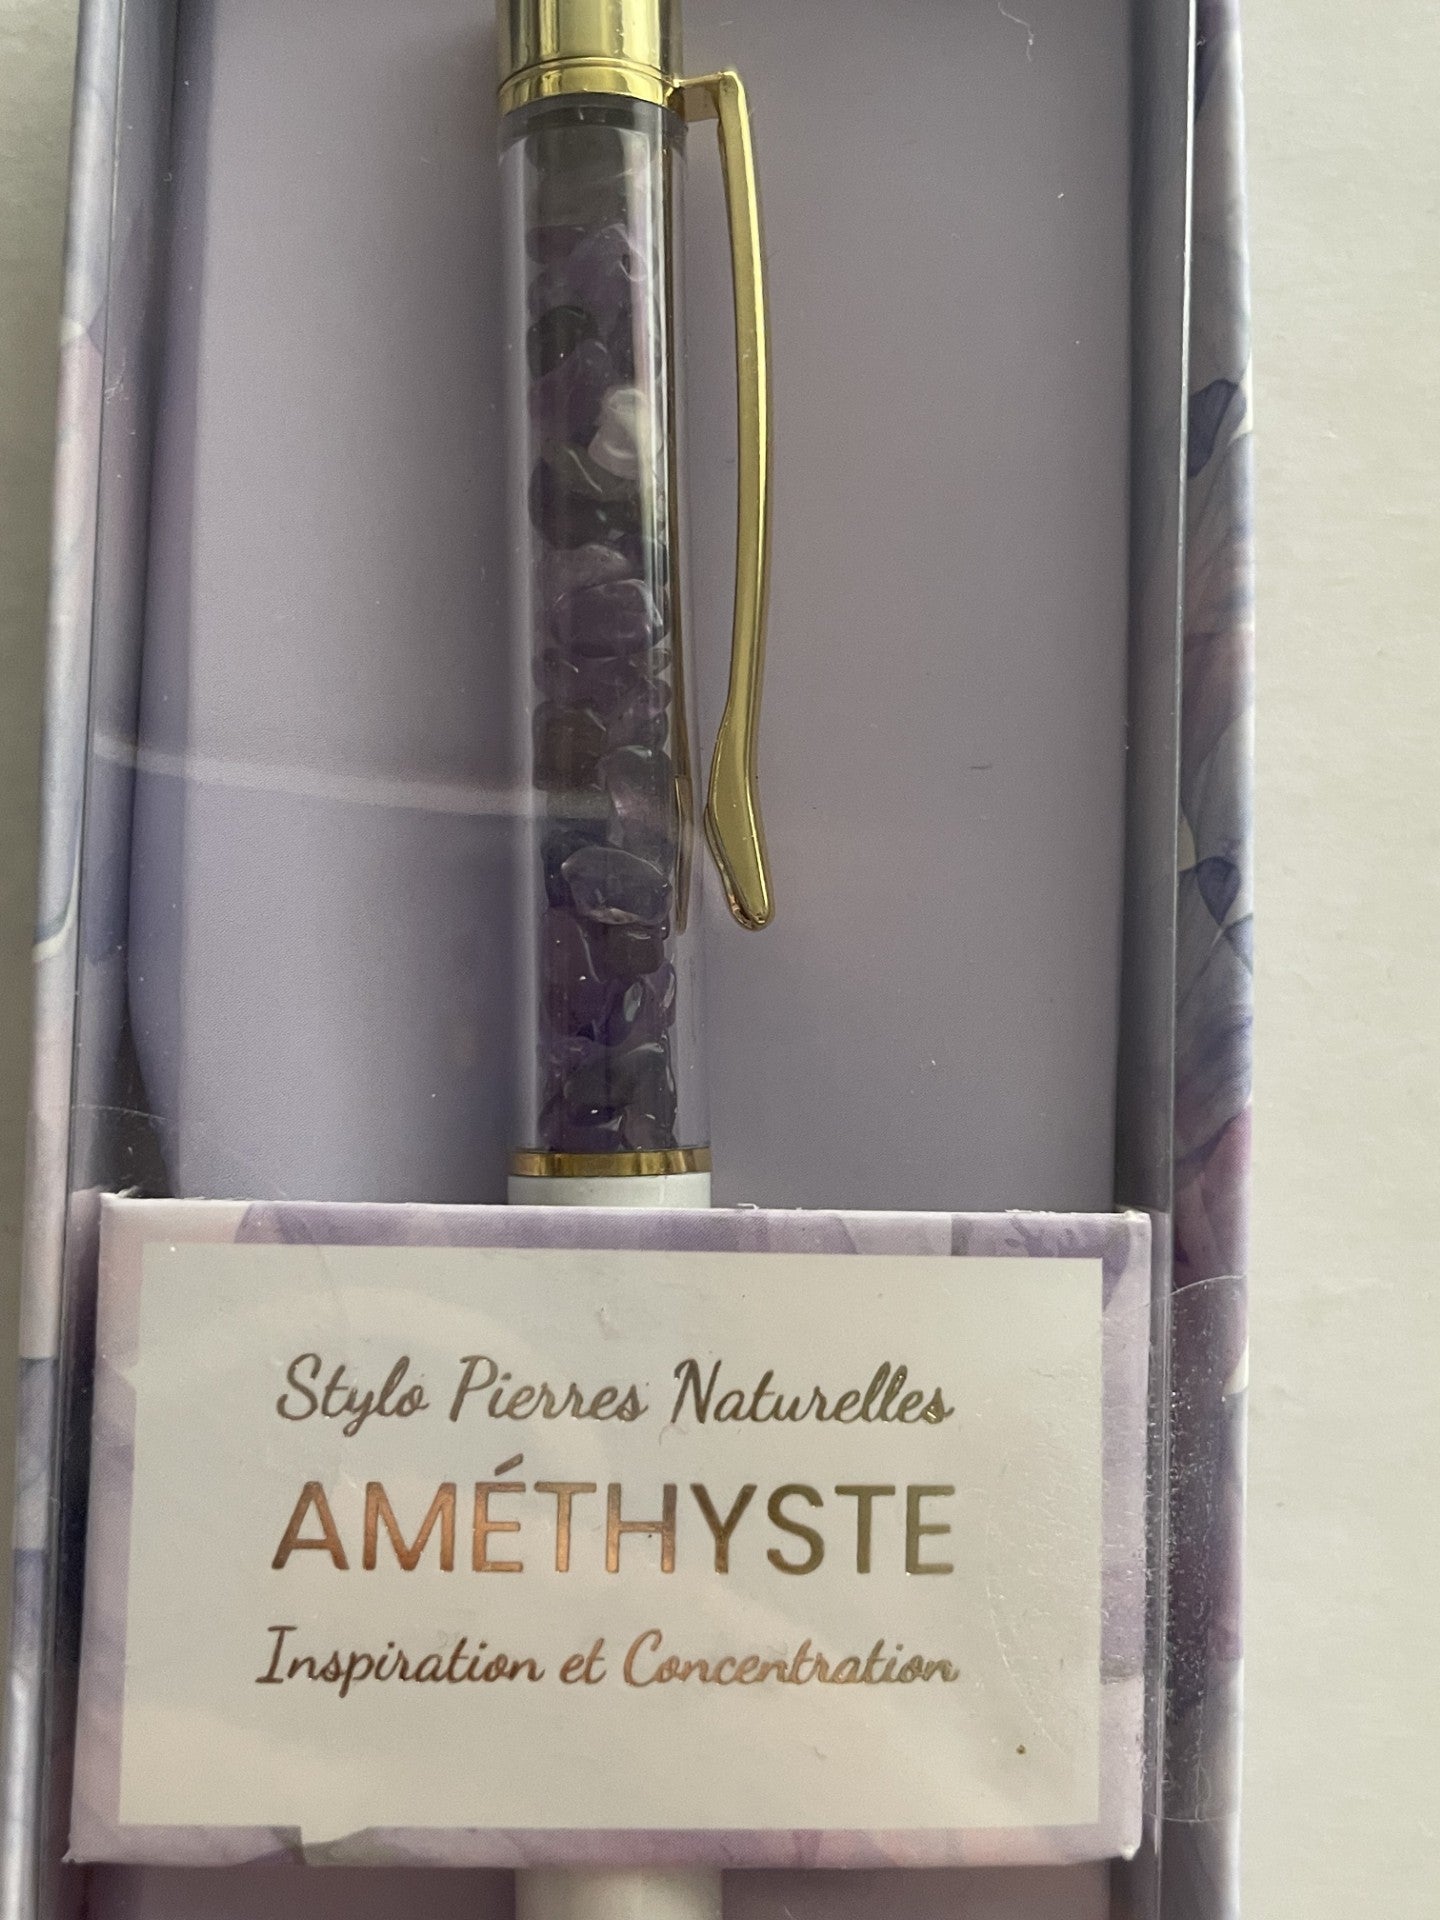 Stylo Pierres Naturelles
AMÉTHYSTE
Inspiration et Concentration